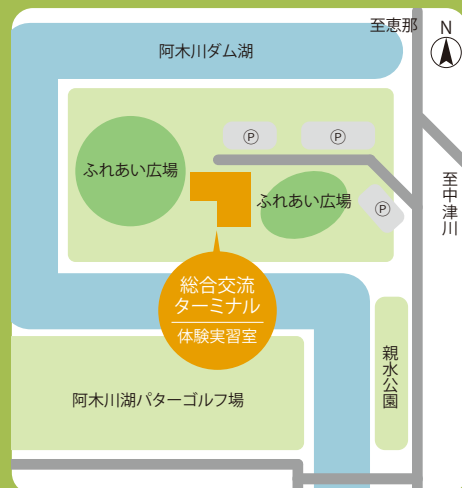 至恵那
N
阿木川ダム湖
Ⓟ
Ⓟ
ふれあい広場
至中津川
ふれあい広場
Ⓟ
総合交流
ターミナル
体験実習室
親水公園
阿木川湖パターゴルフ場